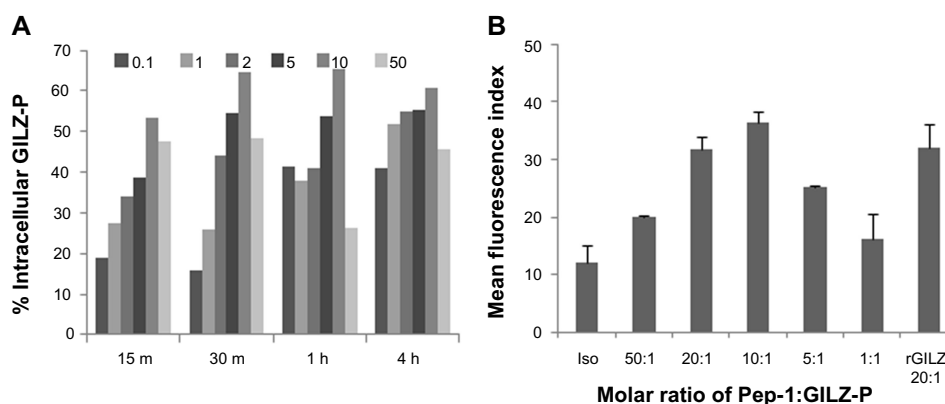 A
% Intracellular GILZ-P
70
60
50
40
30
20
10
0
0.1 1 2 5 10 50
15 m 30 m 1 h 4 h
B
Mean fluorescence index
50
40
30
20
10
0
Iso 50:1 20:1 10:1 5:1 1:1 rGILZ
20:1
Molar ratio of Pep-1:GILZ-P